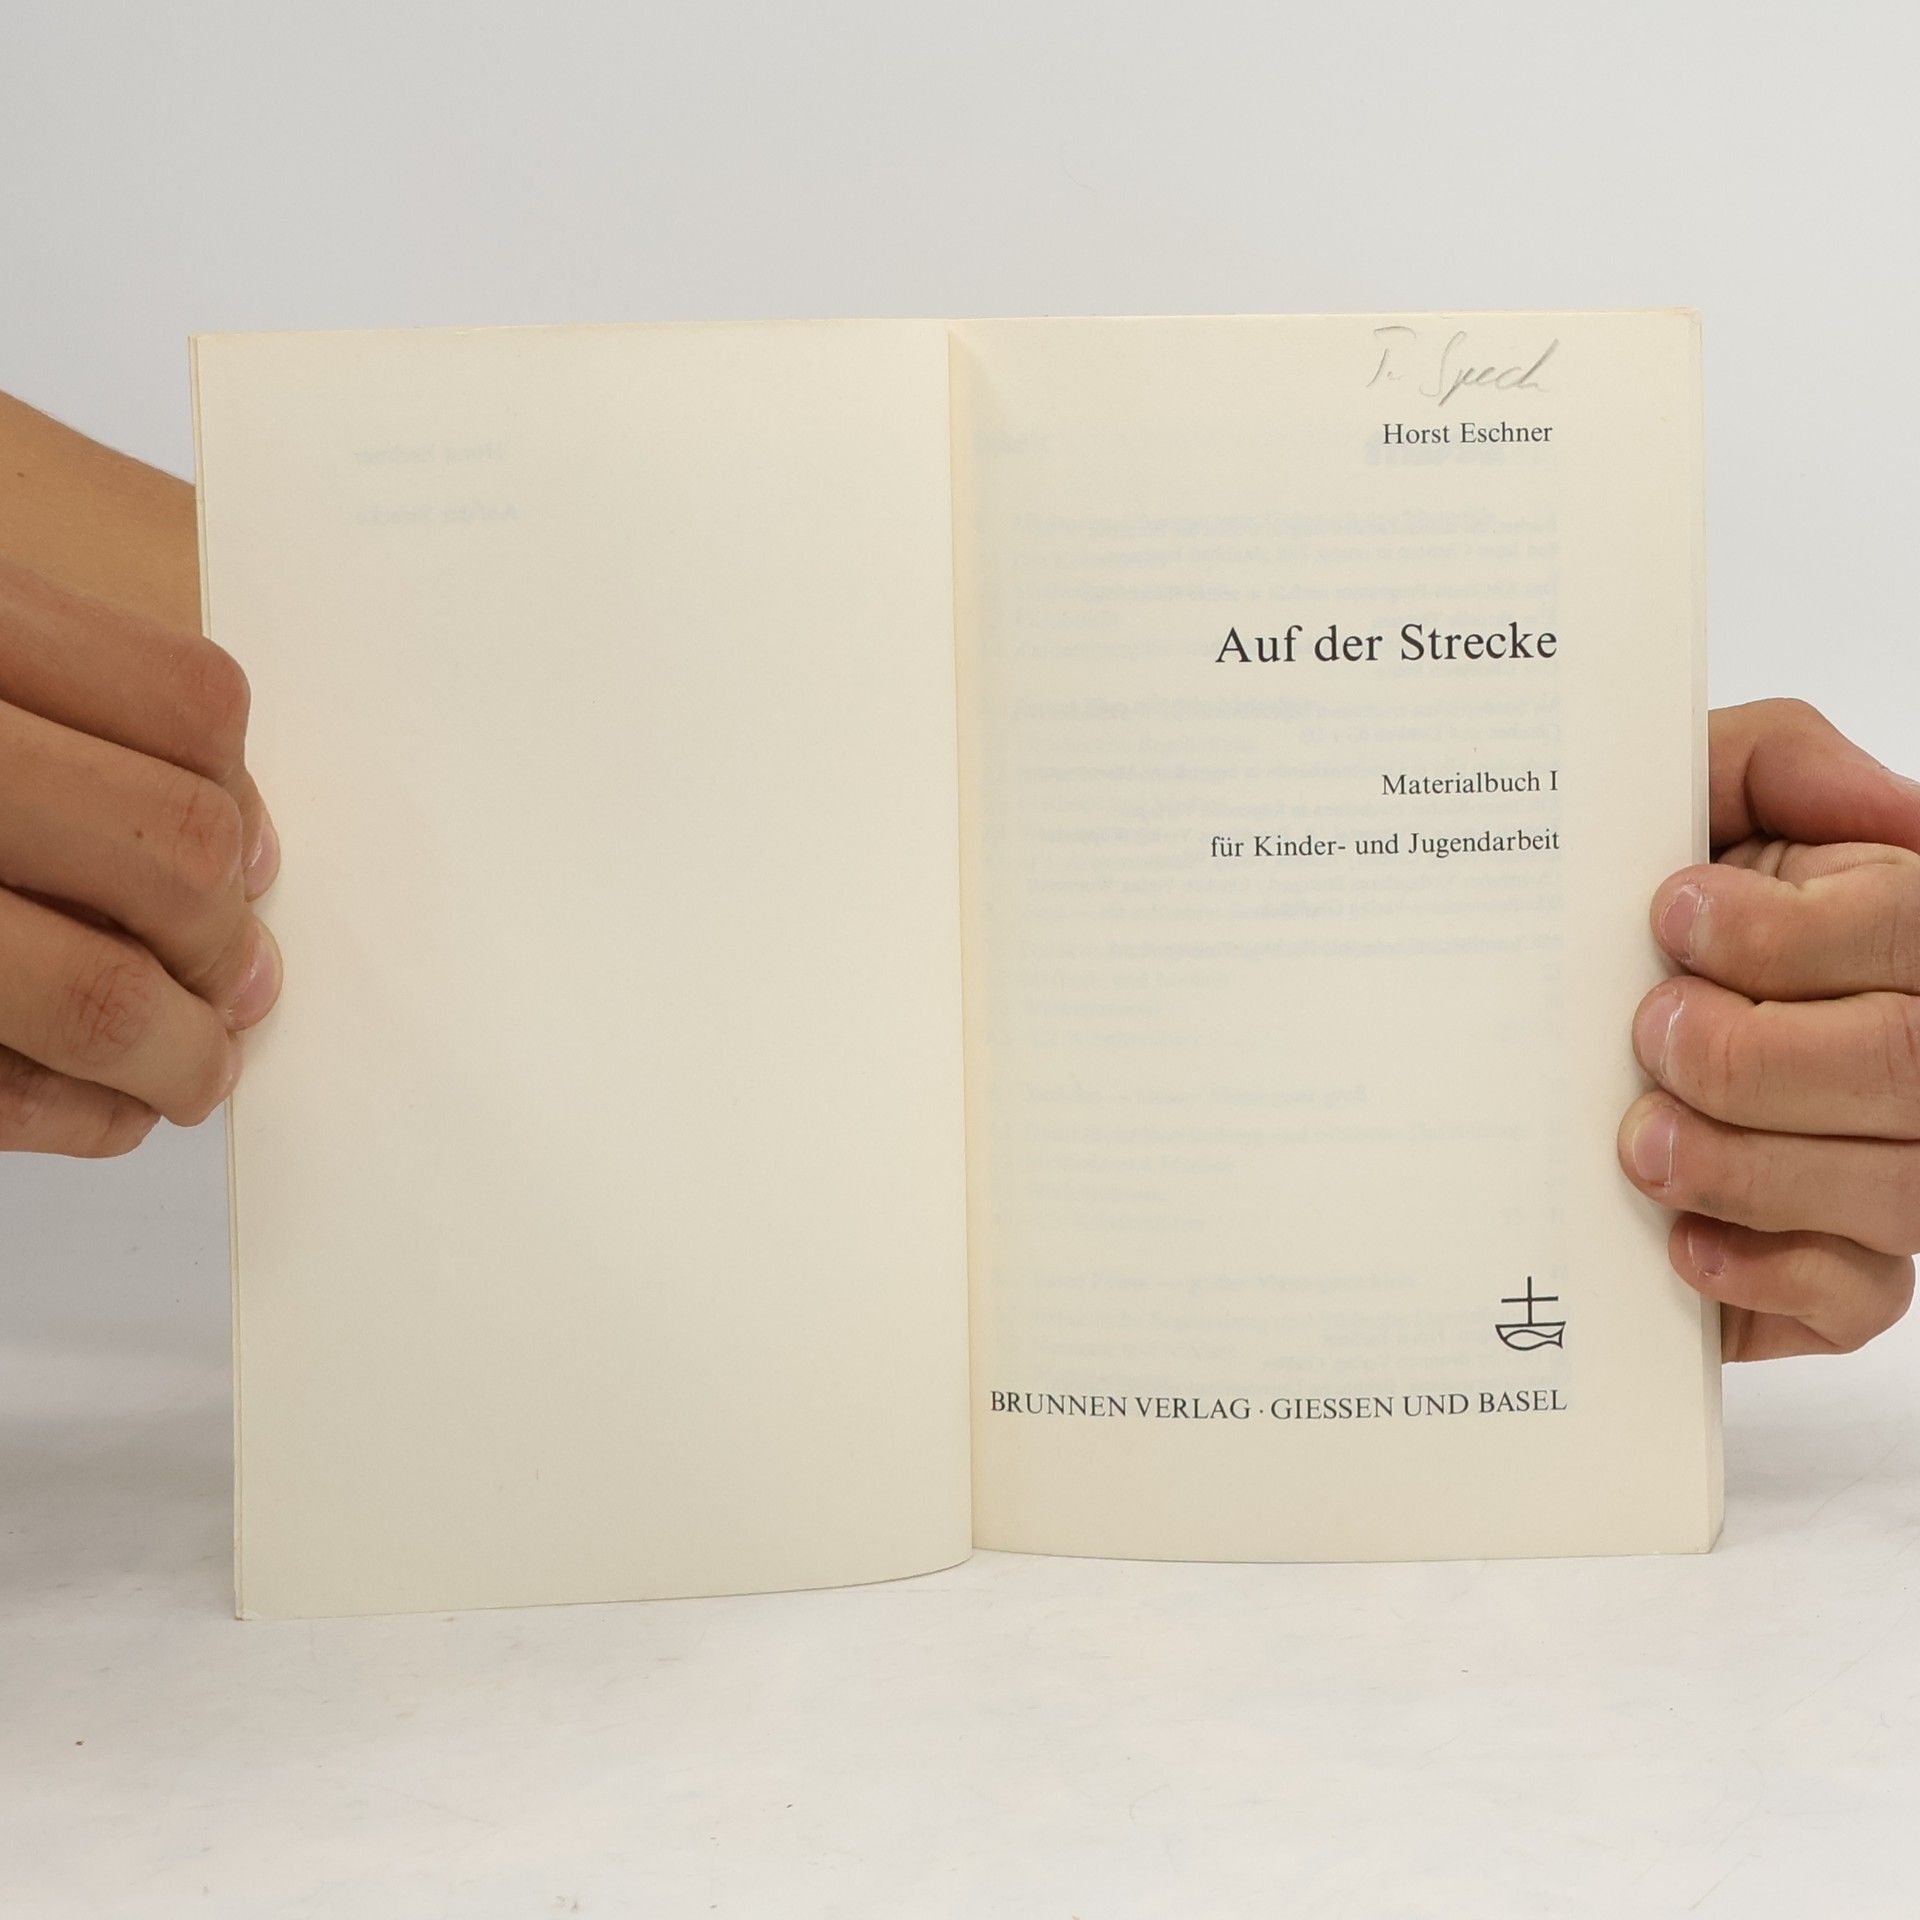 Horst Eschner
Auf der Strecke
Materialbuch I
für Kinder- und Jugendarbeit
BRUNNEN VERLAG · GIESSEN UND BASEL